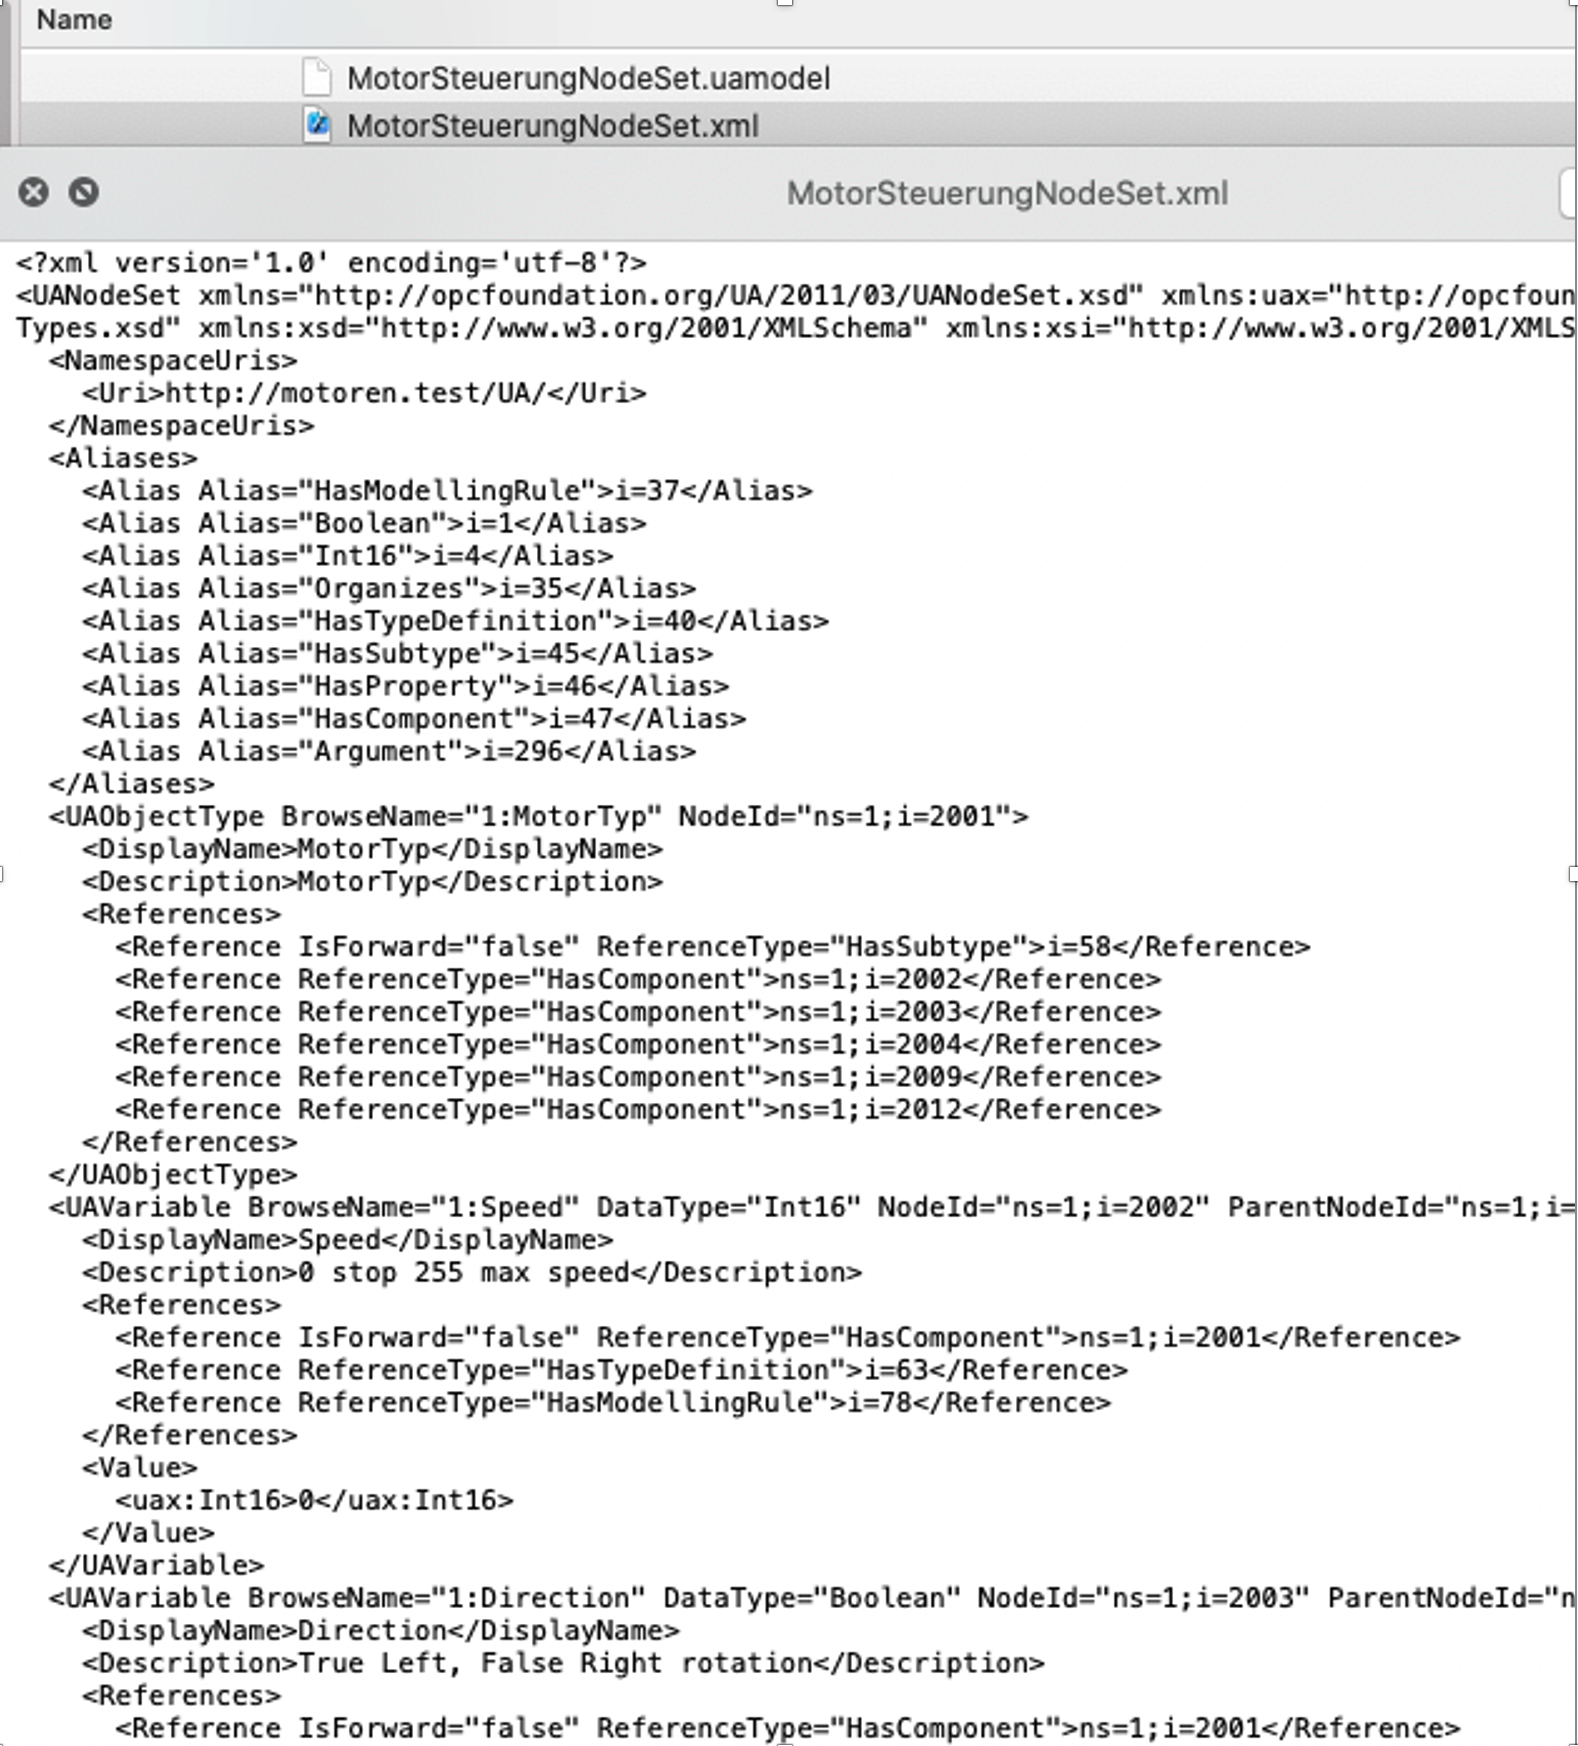 Name
MotorSteuerungNodeSet.uamodel
MotorSteuerungNodeSet.xml
MotorSteuerungNodeSet.xml
<?xml version='1.0' encoding='utf-8'?>
<UANodeSet xmlns="http://opcfoundation.org/UA/2011/03/UANodeSet.xsd" xmlns:uax="http://opcfoun
Types.xsd" xmlns:xsd="http://www.w3.org/2001/XMLSchema" xmlns:xsi="http://www.w3.org/2001/XMLS
  <NamespaceUris>
    <Uri>http://motoren.test/UA/</Uri>
  </NamespaceUris>
  <Aliases>
    <Alias Alias="HasModellingRule">i=37</Alias>
    <Alias Alias="Boolean">i=1</Alias>
    <Alias Alias="Int16">i=4</Alias>
    <Alias Alias="Organizes">i=35</Alias>
    <Alias Alias="HasTypeDefinition">i=40</Alias>
    <Alias Alias="HasSubtype">i=45</Alias>
    <Alias Alias="HasProperty">i=46</Alias>
    <Alias Alias="HasComponent">i=47</Alias>
    <Alias Alias="Argument">i=296</Alias>
  </Aliases>
  <UAObjectType BrowseName="1:MotorTyp" NodeId="ns=1;i=2001">
    <DisplayName>MotorTyp</DisplayName>
    <Description>MotorTyp</Description>
    <References>
      <Reference IsForward="false" ReferenceType="HasSubtype">i=58</Reference>
      <Reference ReferenceType="HasComponent">ns=1;i=2002</Reference>
      <Reference ReferenceType="HasComponent">ns=1;i=2003</Reference>
      <Reference ReferenceType="HasComponent">ns=1;i=2004</Reference>
      <Reference ReferenceType="HasComponent">ns=1;i=2009</Reference>
      <Reference ReferenceType="HasComponent">ns=1;i=2012</Reference>
    </References>
  </UAObjectType>
  <UAVariable BrowseName="1:Speed" DataType="Int16" NodeId="ns=1;i=2002" ParentNodeId="ns=1;i=
    <DisplayName>Speed</DisplayName>
    <Description>0 stop 255 max speed</Description>
    <References>
      <Reference IsForward="false" ReferenceType="HasComponent">ns=1;i=2001</Reference>
      <Reference ReferenceType="HasTypeDefinition">i=63</Reference>
      <Reference ReferenceType="HasModellingRule">i=78</Reference>
    </References>
    <Value>
      <uax:Int16>0</uax:Int16>
    </Value>
  </UAVariable>
  <UAVariable BrowseName="1:Direction" DataType="Boolean" NodeId="ns=1;i=2003" ParentNodeId="n
    <DisplayName>Direction</DisplayName>
    <Description>True Left, False Right rotation</Description>
    <References>
      <Reference IsForward="false" ReferenceType="HasComponent">ns=1;i=2001</Reference>